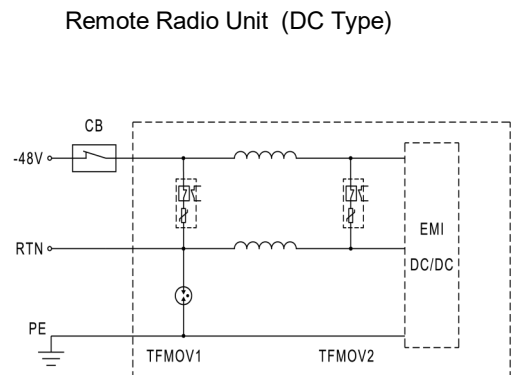 Remote Radio Unit (DC Type)
CB
-48V
RTN
EMI
DC/DC
PE
TFMOV1
TFMOV2